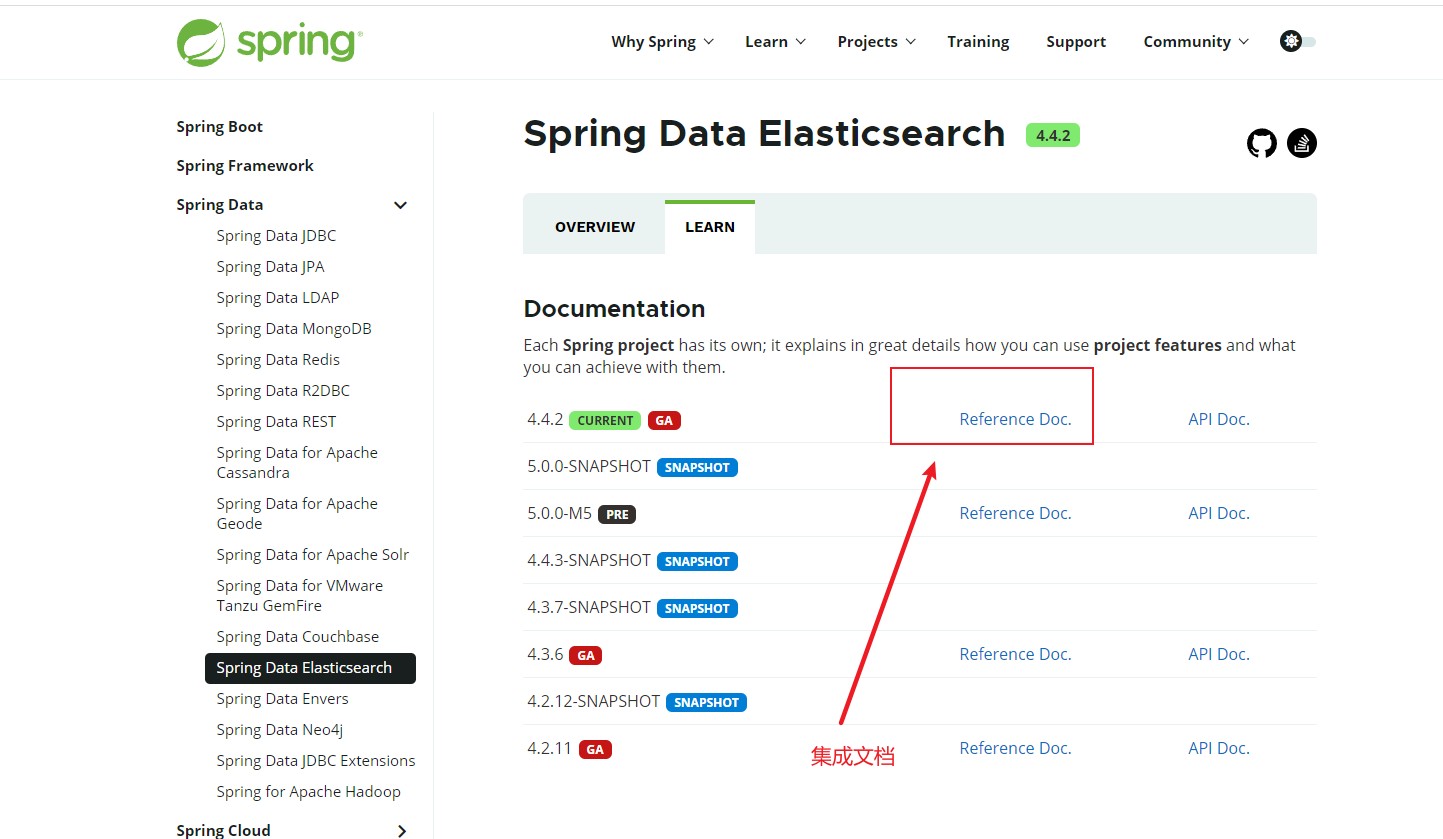 spring
Why Spring
Learn
Projects
Training
Support
Community
Spring Boot
Spring Framework
Spring Data
Spring Data JDBC
Spring Data JPA
Spring Data LDAP
Spring Data MongoDB
Spring Data Redis
Spring Data R2DBC
Spring Data REST
Spring Data for Apache
Cassandra
Spring Data for Apache
Geode
Spring Data for Apache Solr
Spring Data for VMware
Tanzu GemFire
Spring Data Couchbase
Spring Data Elasticsearch
Spring Data Envers
Spring Data Neo4j
Spring Data JDBC Extensions
Spring for Apache Hadoop
Spring Cloud
Spring Data Elasticsearch 4.4.2
OVERVIEW LEARN
Documentation
Each Spring project has its own; it explains in great details how you can use project features and what
you can achieve with them.
4.4.2 CURRENT GA Reference Doc. API Doc.
5.0.0-SNAPSHOT SNAPSHOT
5.0.0-M5 PRE Reference Doc. API Doc.
4.4.3-SNAPSHOT SNAPSHOT
4.3.7-SNAPSHOT SNAPSHOT
4.3.6 GA Reference Doc. API Doc.
4.2.12-SNAPSHOT SNAPSHOT
4.2.11 GA Reference Doc. API Doc.
集成文档